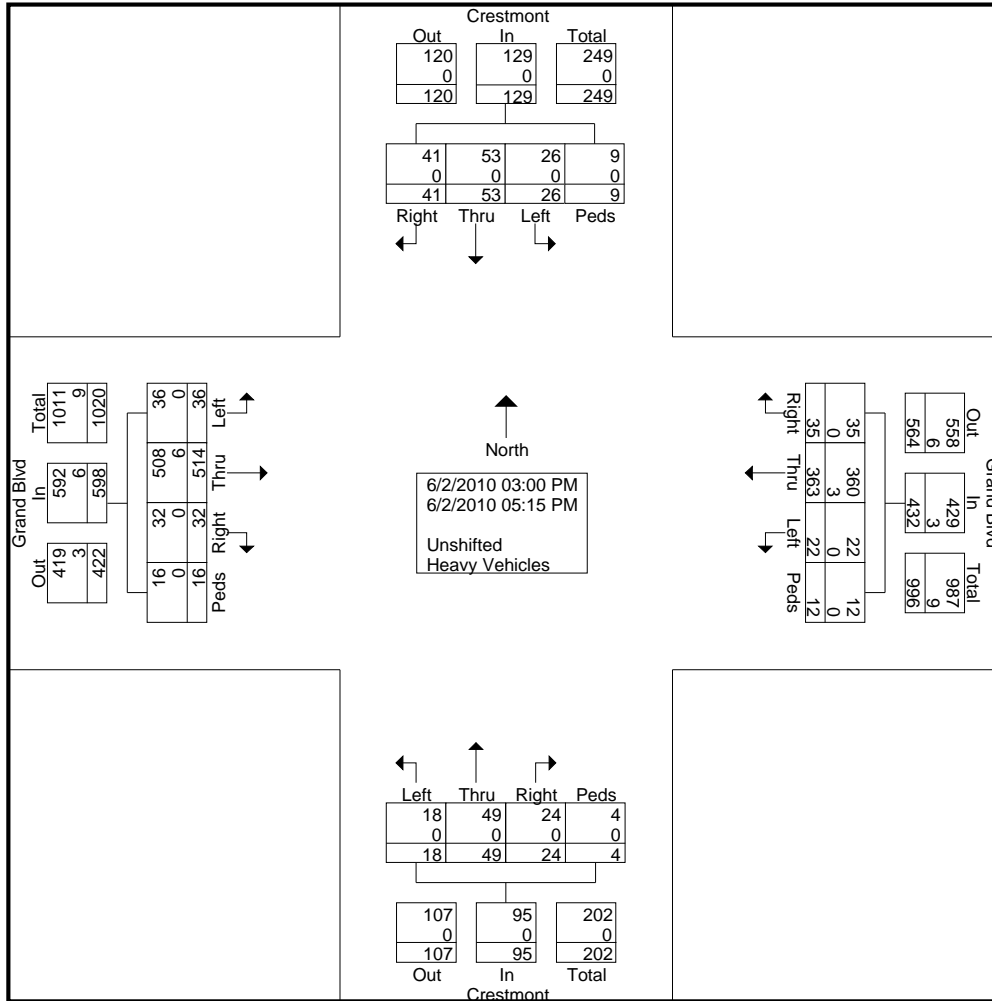 Crestmont
Out In Total
120 129 249
0 0 0
120 129 249
41 53 26 9
0 0 0 0
41 53 26 9
Right Thru Left Peds
Grand Blvd
Total In Out
1011 592 419
9 6 3
1020 598 422
36 508 32 16
0 6 0 0
36 514 32 16
Left Thru Right Peds
North
6/2/2010 03:00 PM
6/2/2010 05:15 PM
Unshifted
Heavy Vehicles
Right Thru Left Peds
35 360 22 12
0 3 0 0
35 363 22 12
Out In Total
558 429 987
6 3 9
564 432 996
Grand Blvd
Left Thru Right Peds
18 49 24 4
0 0 0 0
18 49 24 4
107 95 202
0 0 0
107 95 202
Out In Total
Crestmont